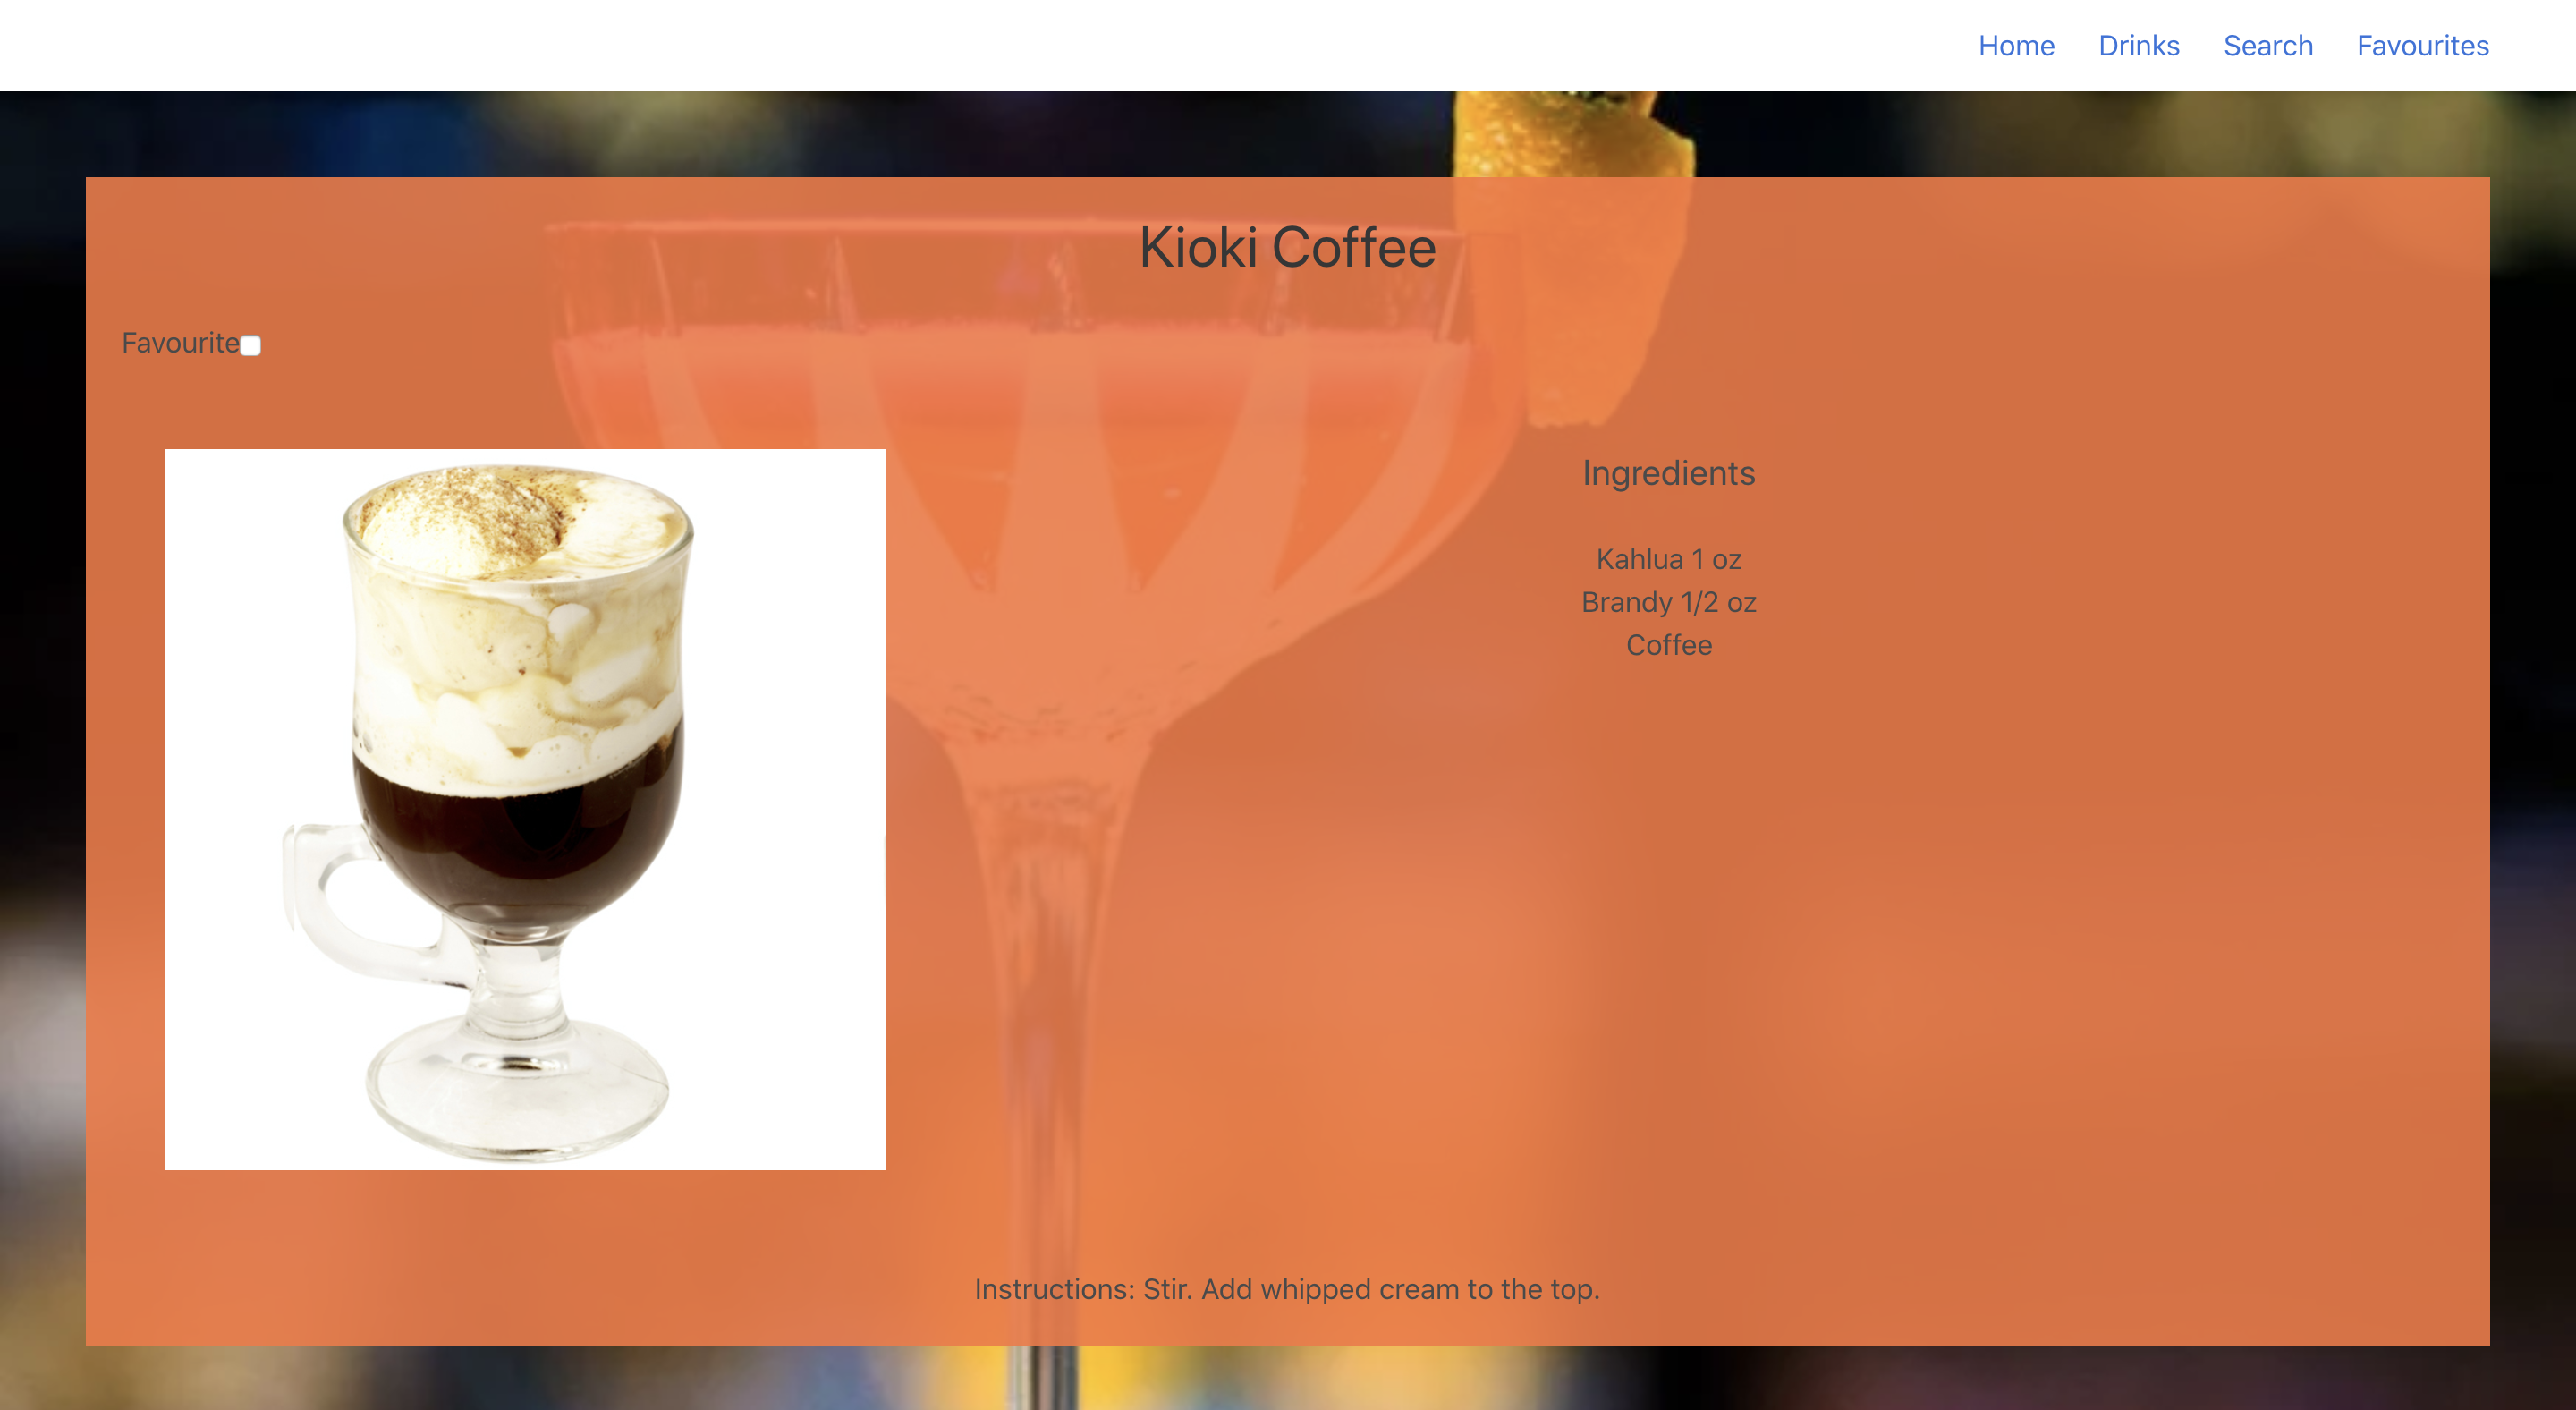 Home Drinks Search Favourites
Kioki Coffee
Favourite
Ingredients
Kahlua 1 oz
Brandy 1/2 oz
Coffee
Instructions: Stir. Add whipped cream to the top.